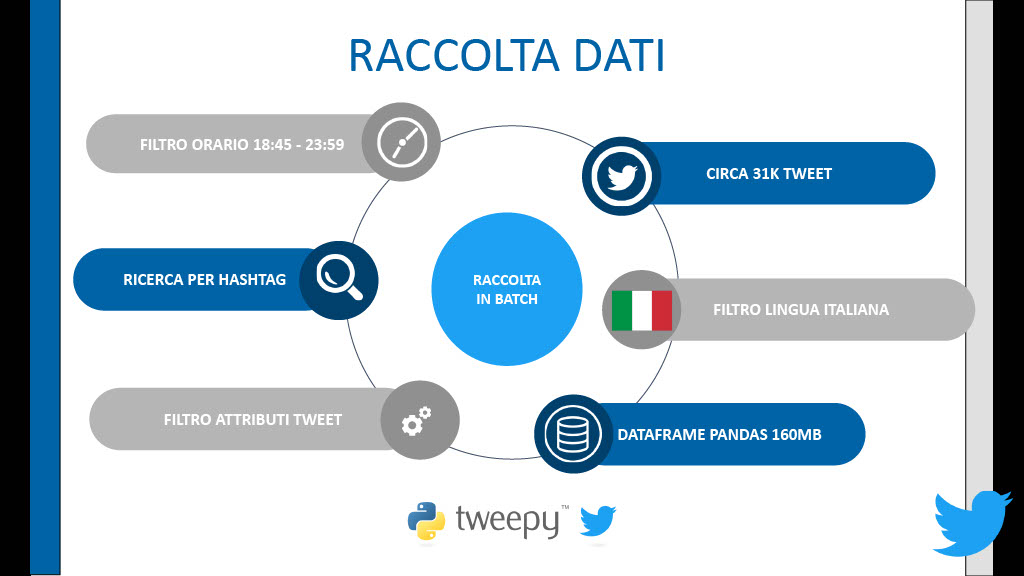 RACCOLTA DATI
FILTRO ORARIO 18:45 - 23:59
CIRCA 31K TWEET
RICERCA PER HASHTAG
RACCOLTA
IN BATCH
FILTRO LINGUA ITALIANA
FILTRO ATTRIBUTI TWEET
DATAFRAME PANDAS 160MB
tweepy™